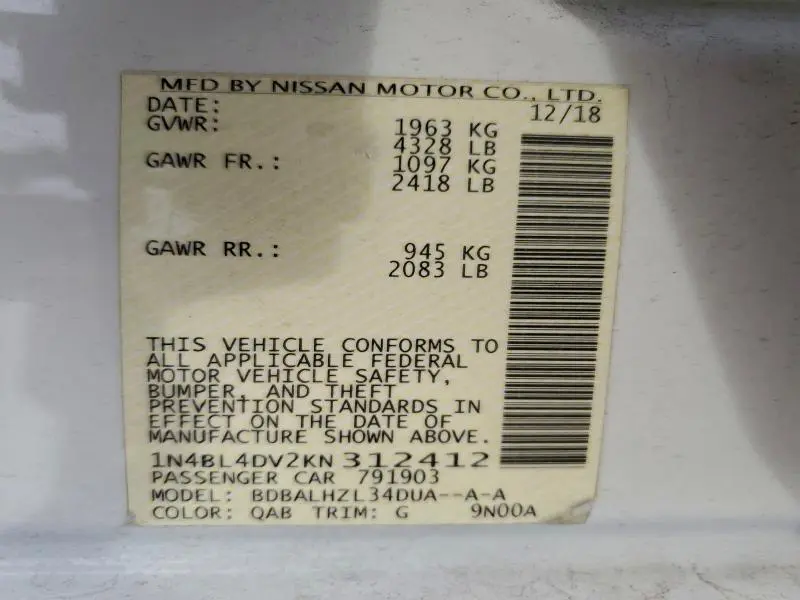 MFD BY NISSAN MOTOR CO., LTD.
DATE: 12/18
GVWR: 1963 KG
4328 LB
GAWR FR.: 1097 KG
2418 LB
GAWR RR.: 945 KG
2083 LB
THIS VEHICLE CONFORMS TO
ALL APPLICABLE FEDERAL
MOTOR VEHICLE SAFETY,
BUMPER, AND THEFT
PREVENTION STANDARDS IN
EFFECT ON THE DATE OF
MANUFACTURE SHOWN ABOVE.
1N4BL4DV2KN312412
PASSENGER CAR 791903
MODEL: BDBALHZL34DUA--A-A
COLOR: QAB TRIM: G 9N00A